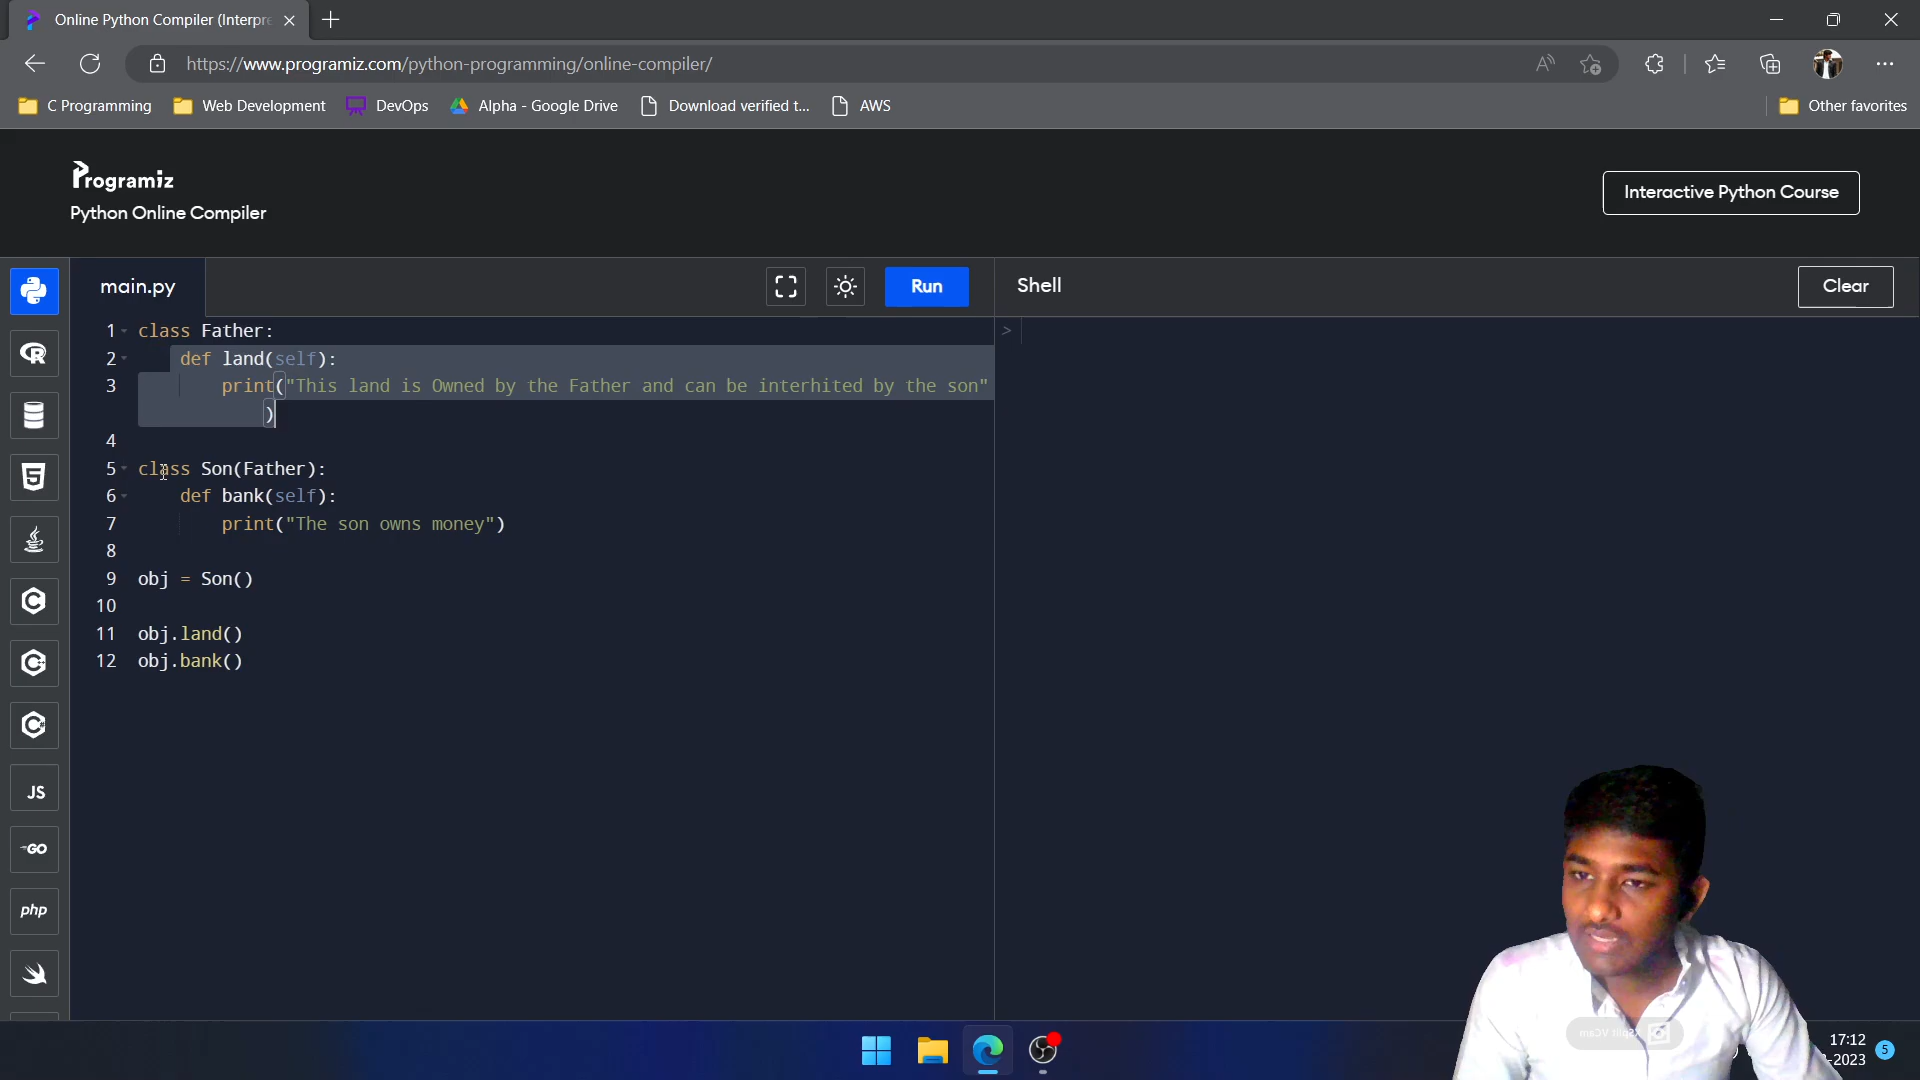 Online Python Compiler (Interpre
https://www.programiz.com/python-programming/online-compiler/
C Programming Web Development DevOps Alpha - Google Drive Download verified t... AWS Other favorites
Programiz
Python Online Compiler
Interactive Python Course
main.py Run Shell Clear
1 class Father:
2 def land(self):
3 print("This land is Owned by the Father and can be interhited by the son"
)
4
5 class Son(Father):
6 def bank(self):
7 print("The son owns money")
8
9 obj = Son()
10
11 obj.land()
12 obj.bank()
>
JS
GO
php
XSplit VCam
17:12
-2023
5